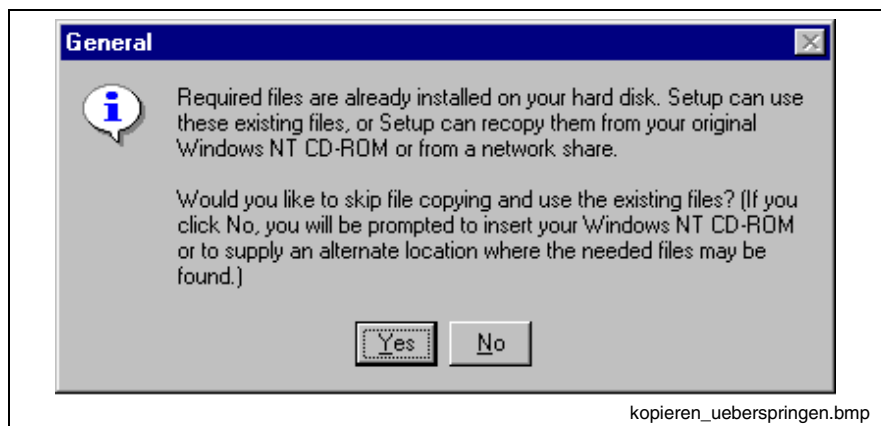 General
Required files are already installed on your hard disk. Setup can use
these existing files, or Setup can recopy them from your original
Windows NT CD-ROM or from a network share.
Would you like to skip file copying and use the existing files? (If you
click No, you will be prompted to insert your Windows NT CD-ROM
or to supply an alternate location where the needed files may be
found.)
Yes
No
kopieren_ueberspringen.bmp